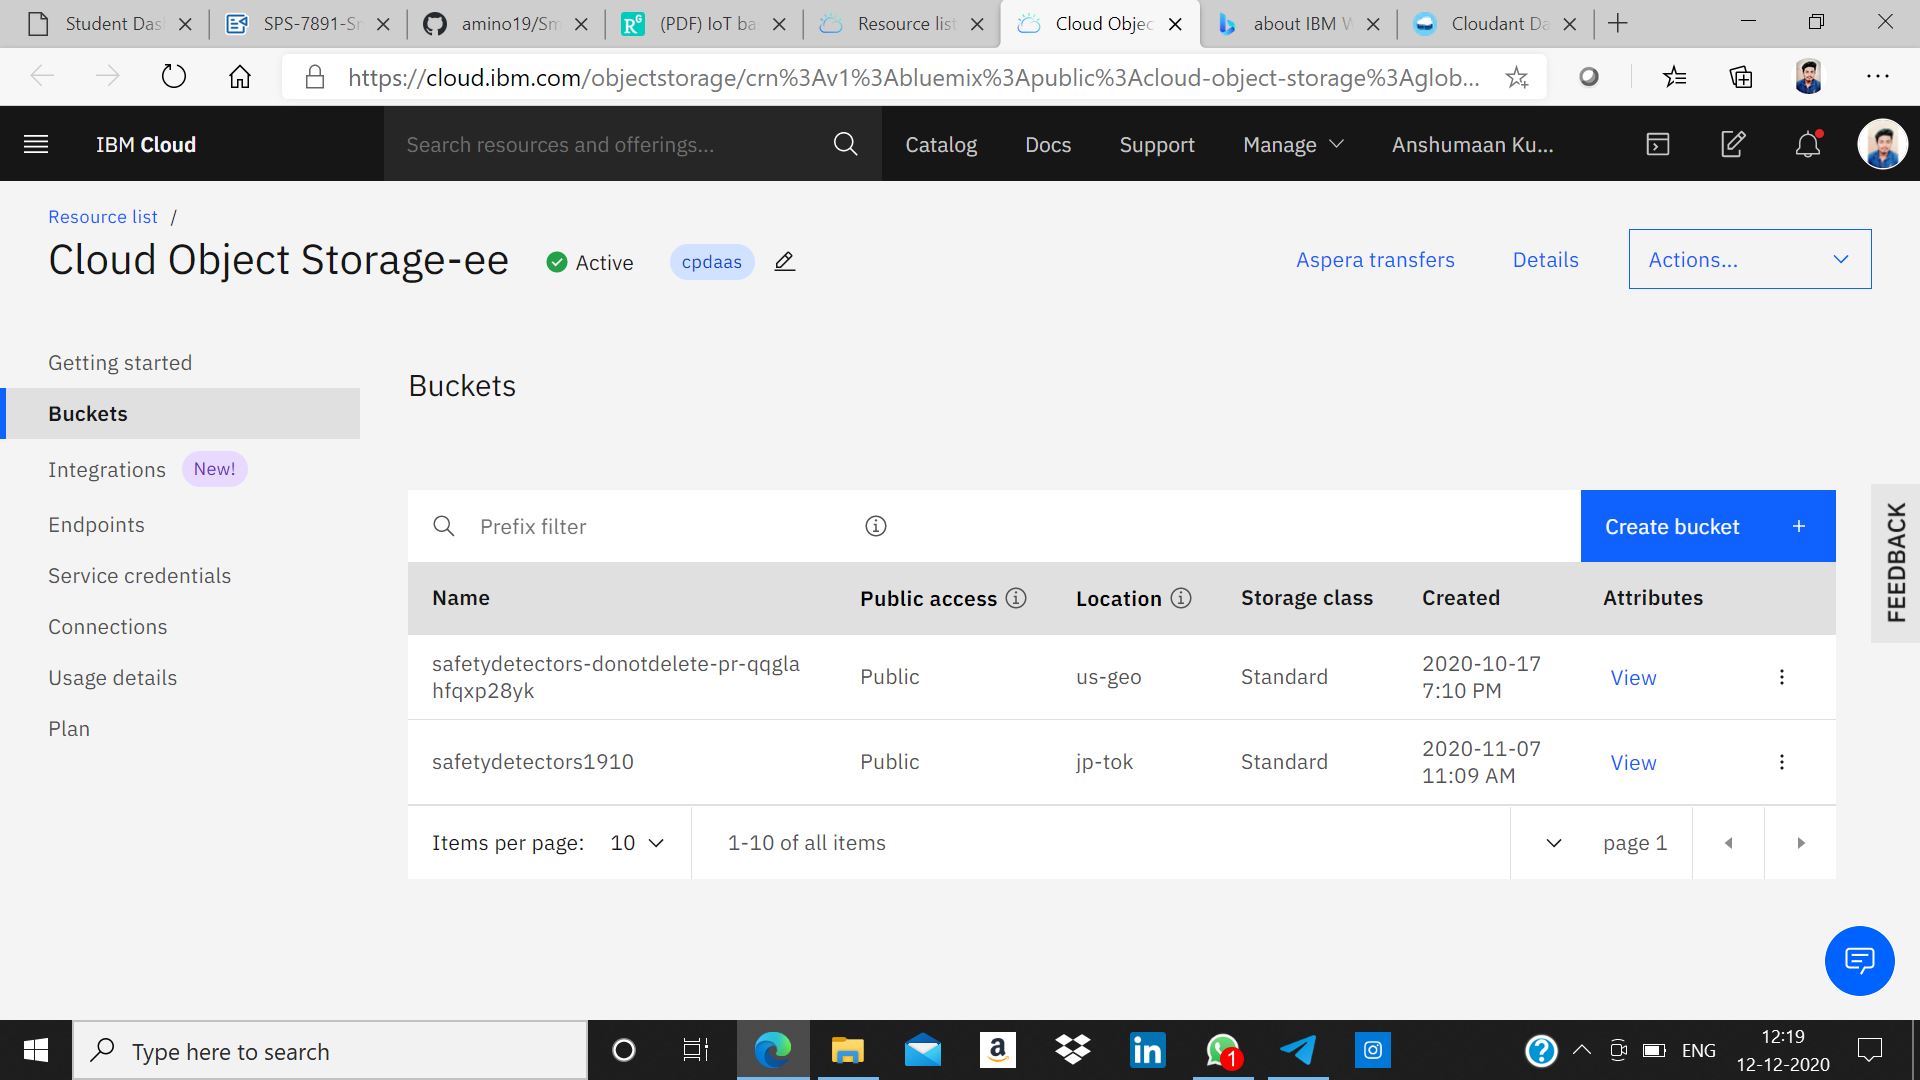 Student Das
SPS-7891-Sm
amino19/Sm
(PDF) IoT ba
Resource list
Cloud Objec
about IBM W
Cloudant Da
https://cloud.ibm.com/objectstorage/crn%3Av1%3Abluemix%3Apublic%3Acloud-object-storage%3Aglob...
IBM Cloud
Search resources and offerings...
Catalog
Docs
Support
Manage
Anshumaan Ku...
Resource list /
Cloud Object Storage-ee
Active
cpdaas
Aspera transfers
Details
Actions...
Getting started
Buckets
Integrations New!
Endpoints
Service credentials
Connections
Usage details
Plan
Buckets
Prefix filter
Create bucket +
Name Public access Location Storage class Created Attributes
safetydetectors-donotdelete-pr-qqgla
hfqxp28yk
Public us-geo Standard
2020-10-17
7:10 PM
View
safetydetectors1910 Public jp-tok Standard
2020-11-07
11:09 AM
View
Items per page: 10
1-10 of all items
page 1
FEEDBACK
Type here to search
1
ENG
12:19
12-12-2020